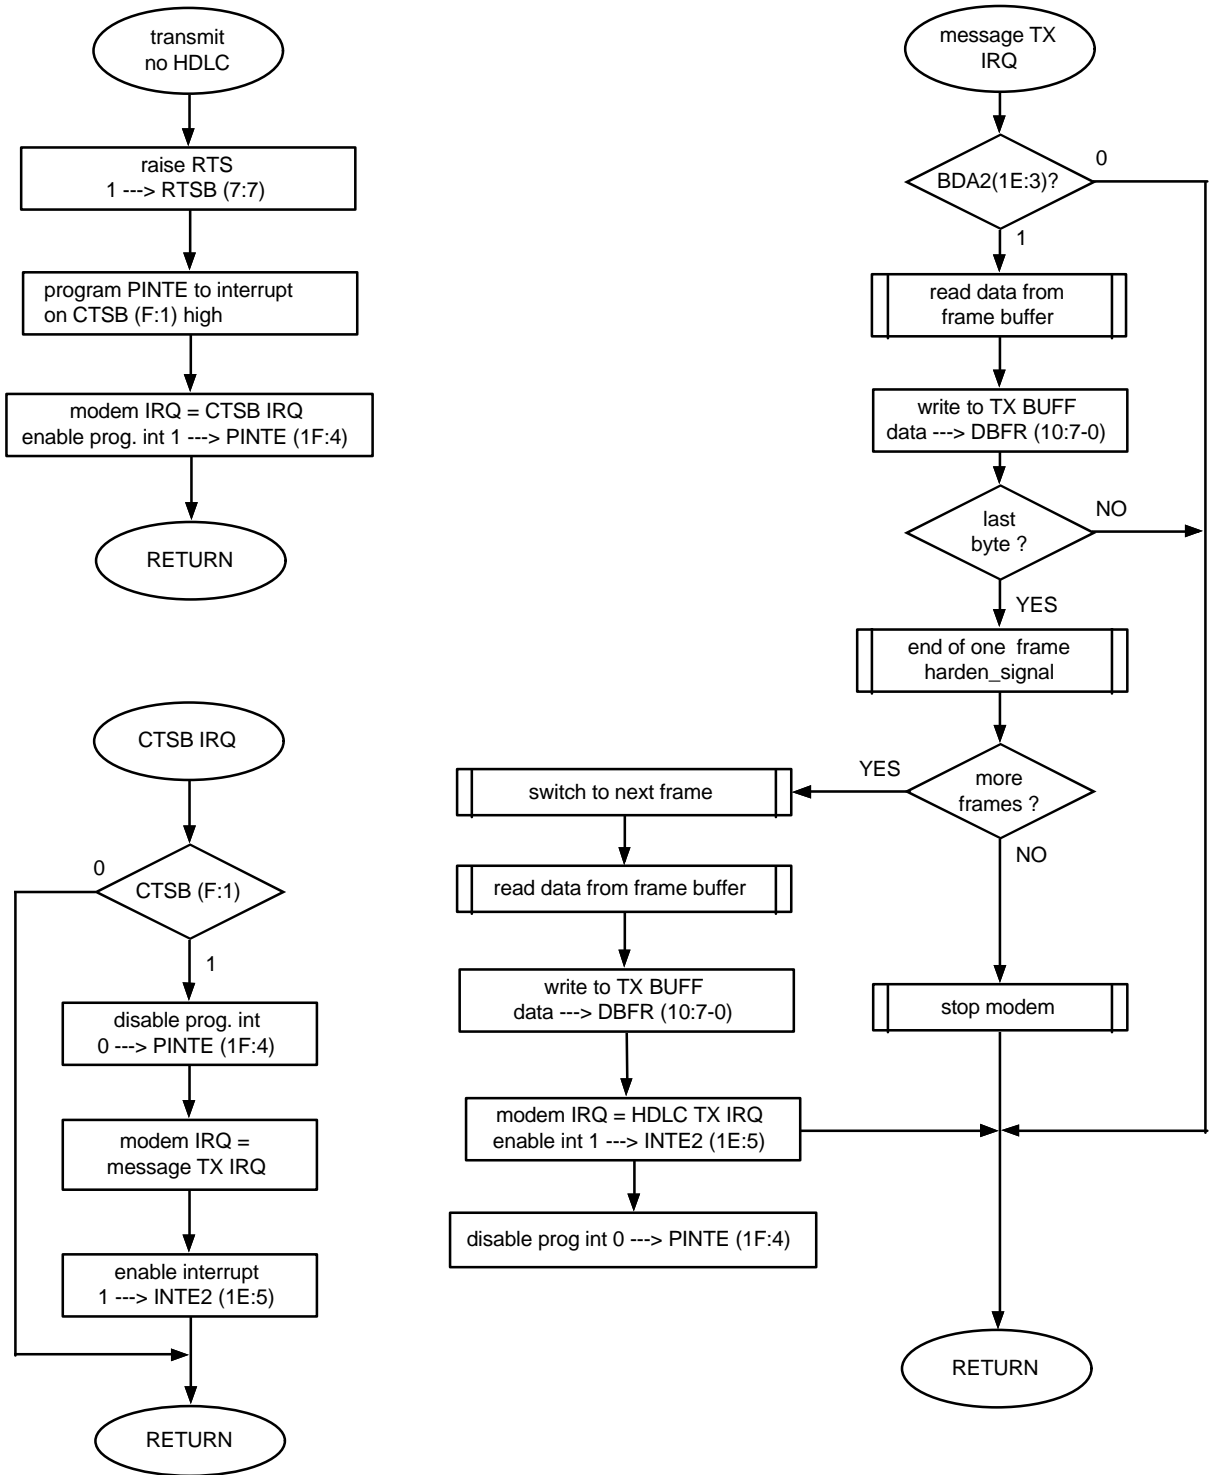 transmit
no HDLC
raise RTS
1 ---> RTSB (7:7)
program PINTE to interrupt
on CTSB (F:1) high
modem IRQ = CTSB IRQ
enable prog. int 1 ---> PINTE (1F:4)
RETURN
CTSB IRQ
0
CTSB (F:1)
1
disable prog. int
0 ---> PINTE (1F:4)
modem IRQ =
message TX IRQ
enable interrupt
1 ---> INTE2 (1E:5)
RETURN
message TX
IRQ
0
BDA2(1E:3)?
1
read data from
frame buffer
write to TX BUFF
data ---> DBFR (10:7-0)
NO
last
byte ?
YES
end of one  frame
harden_signal
YES
more
frames ?
NO
switch to next frame
read data from frame buffer
write to TX BUFF
data ---> DBFR (10:7-0)
modem IRQ = HDLC TX IRQ
enable int 1 ---> INTE2 (1E:5)
disable prog int 0 ---> PINTE (1F:4)
stop modem
RETURN